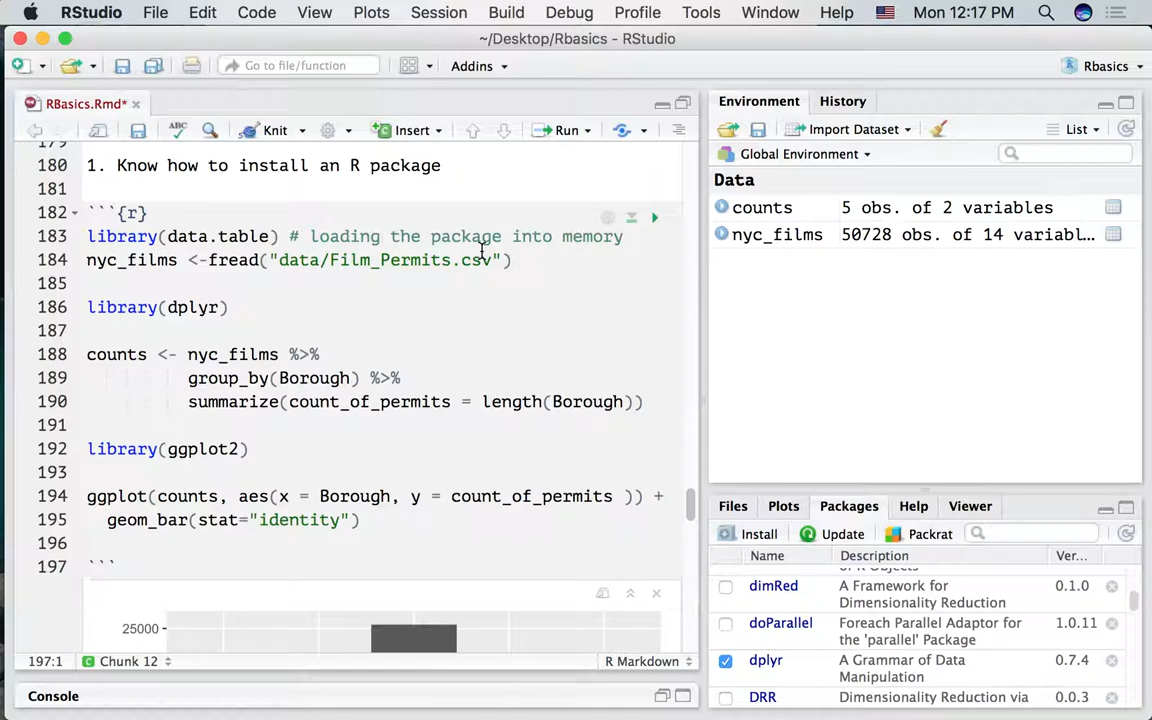 RStudio File Edit Code View Plots Session Build Debug Profile Tools Window Help Mon 12:17 PM
~/Desktop/Rbasics - RStudio
Go to file/function Addins Rbasics
RBasics.Rmd*
ABC Knit Insert Run
179
180 1. Know how to install an R package
181
182 ```{r}
183 library(data.table) # loading the package into memory
184 nyc_films <-fread("data/Film_Permits.csv")
185
186 library(dplyr)
187
188 counts <- nyc_films %>%
189 group_by(Borough) %>%
190 summarize(count_of_permits = length(Borough))
191
192 library(ggplot2)
193
194 ggplot(counts, aes(x = Borough, y = count_of_permits )) +
195 geom_bar(stat="identity")
196
197 ```
25000
197:1 Chunk 12 R Markdown
Console
Environment History
Import Dataset List
Global Environment
Data
counts 5 obs. of 2 variables
nyc_films 50728 obs. of 14 variabl…
Files Plots Packages Help Viewer
Install Update Packrat
Name Description Ver…
of R Objects
dimRed A Framework for Dimensionality Reduction 0.1.0
doParallel Foreach Parallel Adaptor for the 'parallel' Package 1.0.11
dplyr A Grammar of Data Manipulation 0.7.4
DRR Dimensionality Reduction via 0.0.3